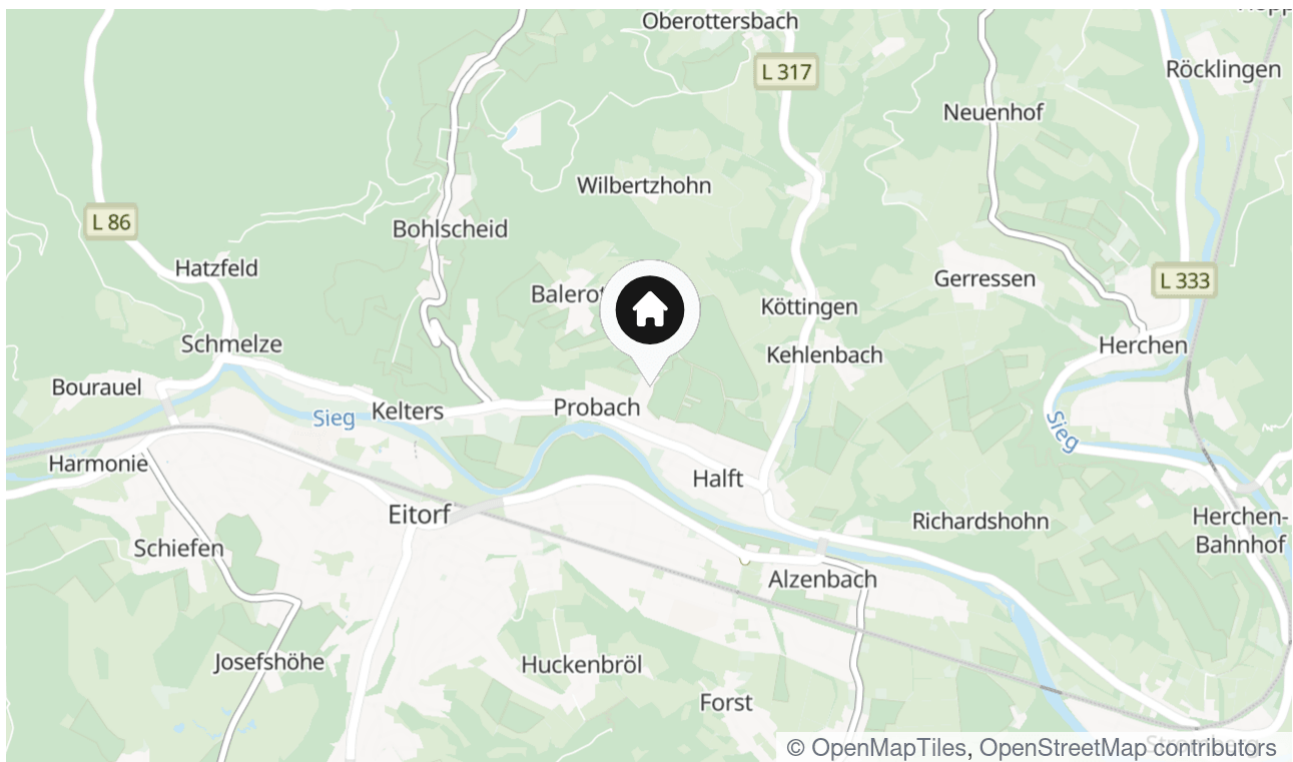 Oberottersbach
L 317
Röcklingen
Neuenhof
Wilbertzhohn
L 86
Bohlscheid
Hatzfeld
Gerressen
L 333
Köttingen
Schmelze
Kehlenbach
Herchen
Bourauel
Sieg
Kelters
Probach
Sieg
Harmonie
Halft
Eitorf
Richardshohn
Herchen-
Bahnhof
Schiefen
Alzenbach
Josefshöhe
Huckenbröl
Forst
© OpenMapTiles, OpenStreetMap contributors